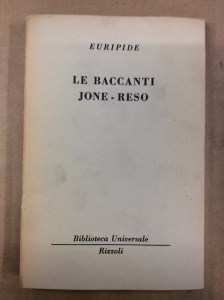 EURIPIDE
LE BACCANTI
JONE - RESO
Biblioteca Universale
Rizzoli